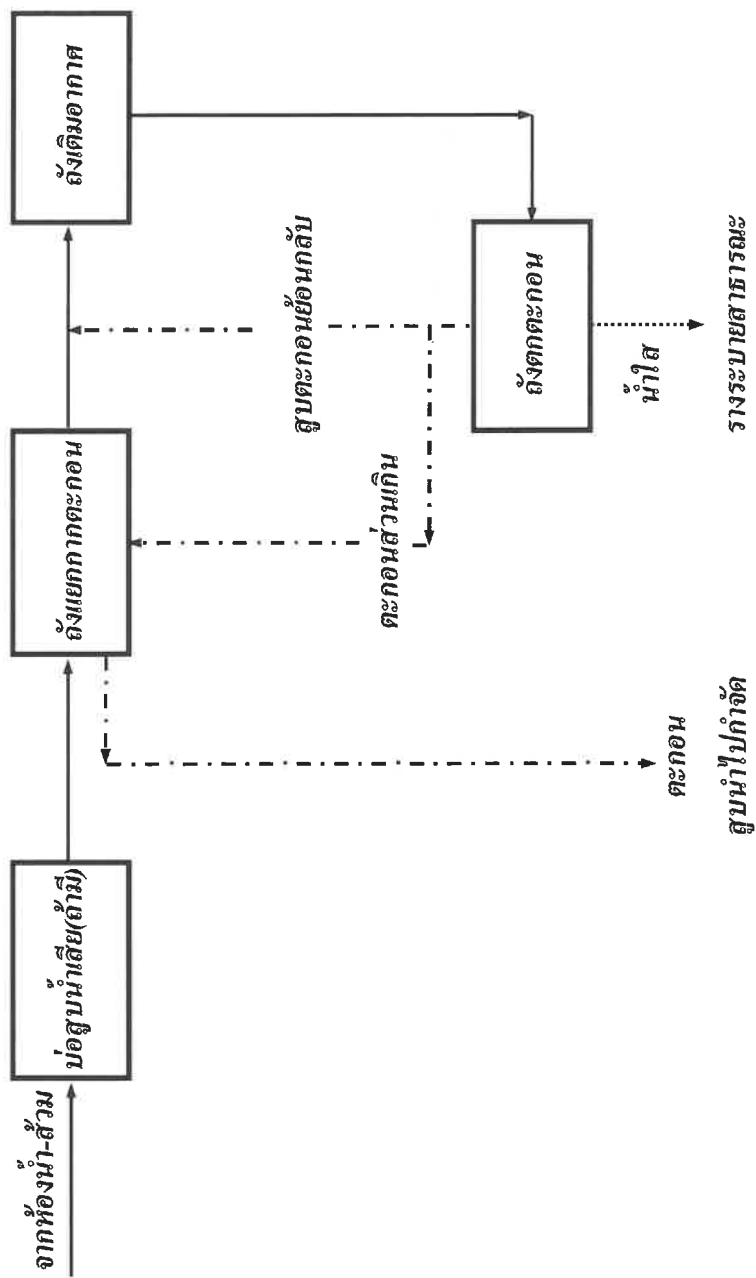 จากห้องน้ำ-ส้วม
บ่อสูบน้ำเสีย(ถ้ามี)
ถังแยกกากตะกอน
ถังเติมอากาศ
สูบตะกอนย้อนกลับ
ตะกอนส่วนเกิน
ถังตกตะกอน
น้ำใส
ตะกอน
สูบนำไปกำจัด
รางระบายสาธารณะ